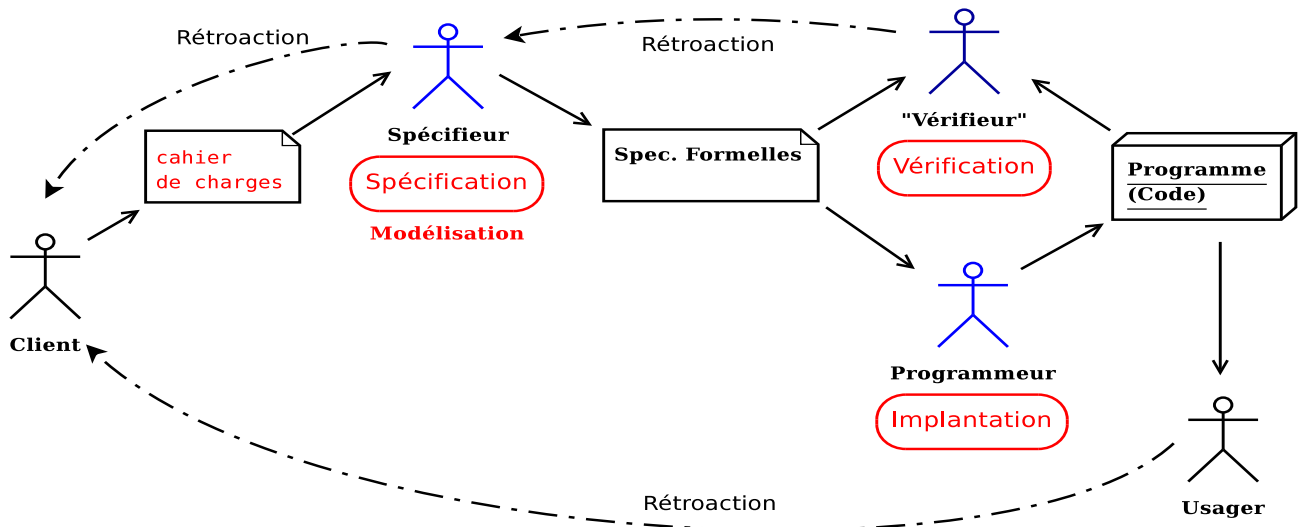 Rétroaction
Rétroaction
cahier
de charges
Spécifieur
Spécification
Modélisation
Spec. Formelles
"Vérifieur"
Vérification
Programme
(Code)
Client
Programmeur
Implantation
Rétroaction
Usager